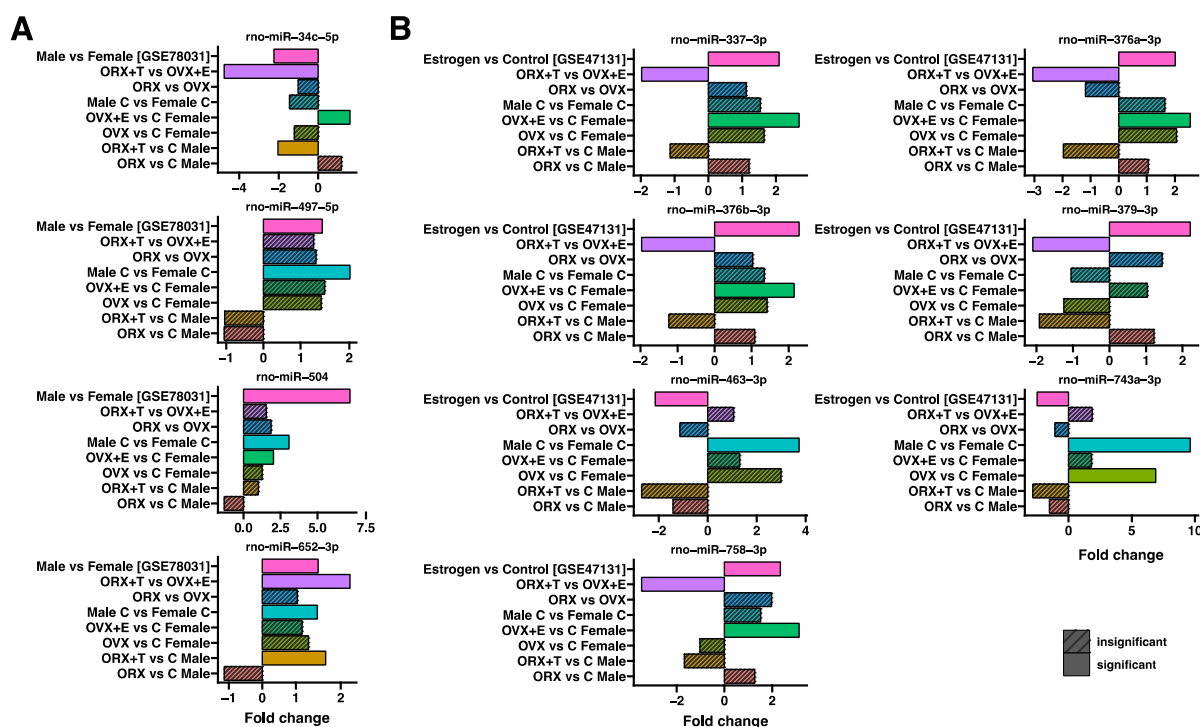 A
rno-miR-34c-5p
Male vs Female [GSE78031]
ORX+T vs OVX+E
ORX vs OVX
Male C vs Female C
OVX+E vs C Female
OVX vs C Female
ORX+T vs C Male
ORX vs C Male
−4 −2 0
rno-miR−497-5p
Male vs Female [GSE78031]
ORX+T vs OVX+E
ORX vs OVX
Male C vs Female C
OVX+E vs C Female
OVX vs C Female
ORX+T vs C Male
ORX vs C Male
−1 0 1 2
rno-miR−504
Male vs Female [GSE78031]
ORX+T vs OVX+E
ORX vs OVX
Male C vs Female C
OVX+E vs C Female
OVX vs C Female
ORX+T vs C Male
ORX vs C Male
0.0 2.5 5.0 7.5
rno-miR−652-3p
Male vs Female [GSE78031]
ORX+T vs OVX+E
ORX vs OVX
Male C vs Female C
OVX+E vs C Female
OVX vs C Female
ORX+T vs C Male
ORX vs C Male
−1 0 1 2
Fold change
B
rno−miR−337-3p
Estrogen vs Control [GSE47131]
ORX+T vs OVX+E
ORX vs OVX
Male C vs Female C
OVX+E vs C Female
OVX vs C Female
ORX+T vs C Male
ORX vs C Male
−2 −1 0 1 2
rno−miR−376a−3p
Estrogen vs Control [GSE47131]
ORX+T vs OVX+E
ORX vs OVX
Male C vs Female C
OVX+E vs C Female
OVX vs C Female
ORX+T vs C Male
ORX vs C Male
−3 −2 −1 0 1 2
rno−miR−376b−3p
Estrogen vs Control [GSE47131]
ORX+T vs OVX+E
ORX vs OVX
Male C vs Female C
OVX+E vs C Female
OVX vs C Female
ORX+T vs C Male
ORX vs C Male
−2 −1 0 1 2
rno−miR−379−3p
Estrogen vs Control [GSE47131]
ORX+T vs OVX+E
ORX vs OVX
Male C vs Female C
OVX+E vs C Female
OVX vs C Female
ORX+T vs C Male
ORX vs C Male
−2 −1 0 1 2
rno−miR−463−3p
Estrogen vs Control [GSE47131]
ORX+T vs OVX+E
ORX vs OVX
Male C vs Female C
OVX+E vs C Female
OVX vs C Female
ORX+T vs C Male
ORX vs C Male
−2 0 2 4
rno−miR−743a−3p
Estrogen vs Control [GSE47131]
ORX+T vs OVX+E
ORX vs OVX
Male C vs Female C
OVX+E vs C Female
OVX vs C Female
ORX+T vs C Male
ORX vs C Male
0 5 10
Fold change
rno−miR−758−3p
Estrogen vs Control [GSE47131]
ORX+T vs OVX+E
ORX vs OVX
Male C vs Female C
OVX+E vs C Female
OVX vs C Female
ORX+T vs C Male
ORX vs C Male
−2 0 2
Fold change
insignificant
significant